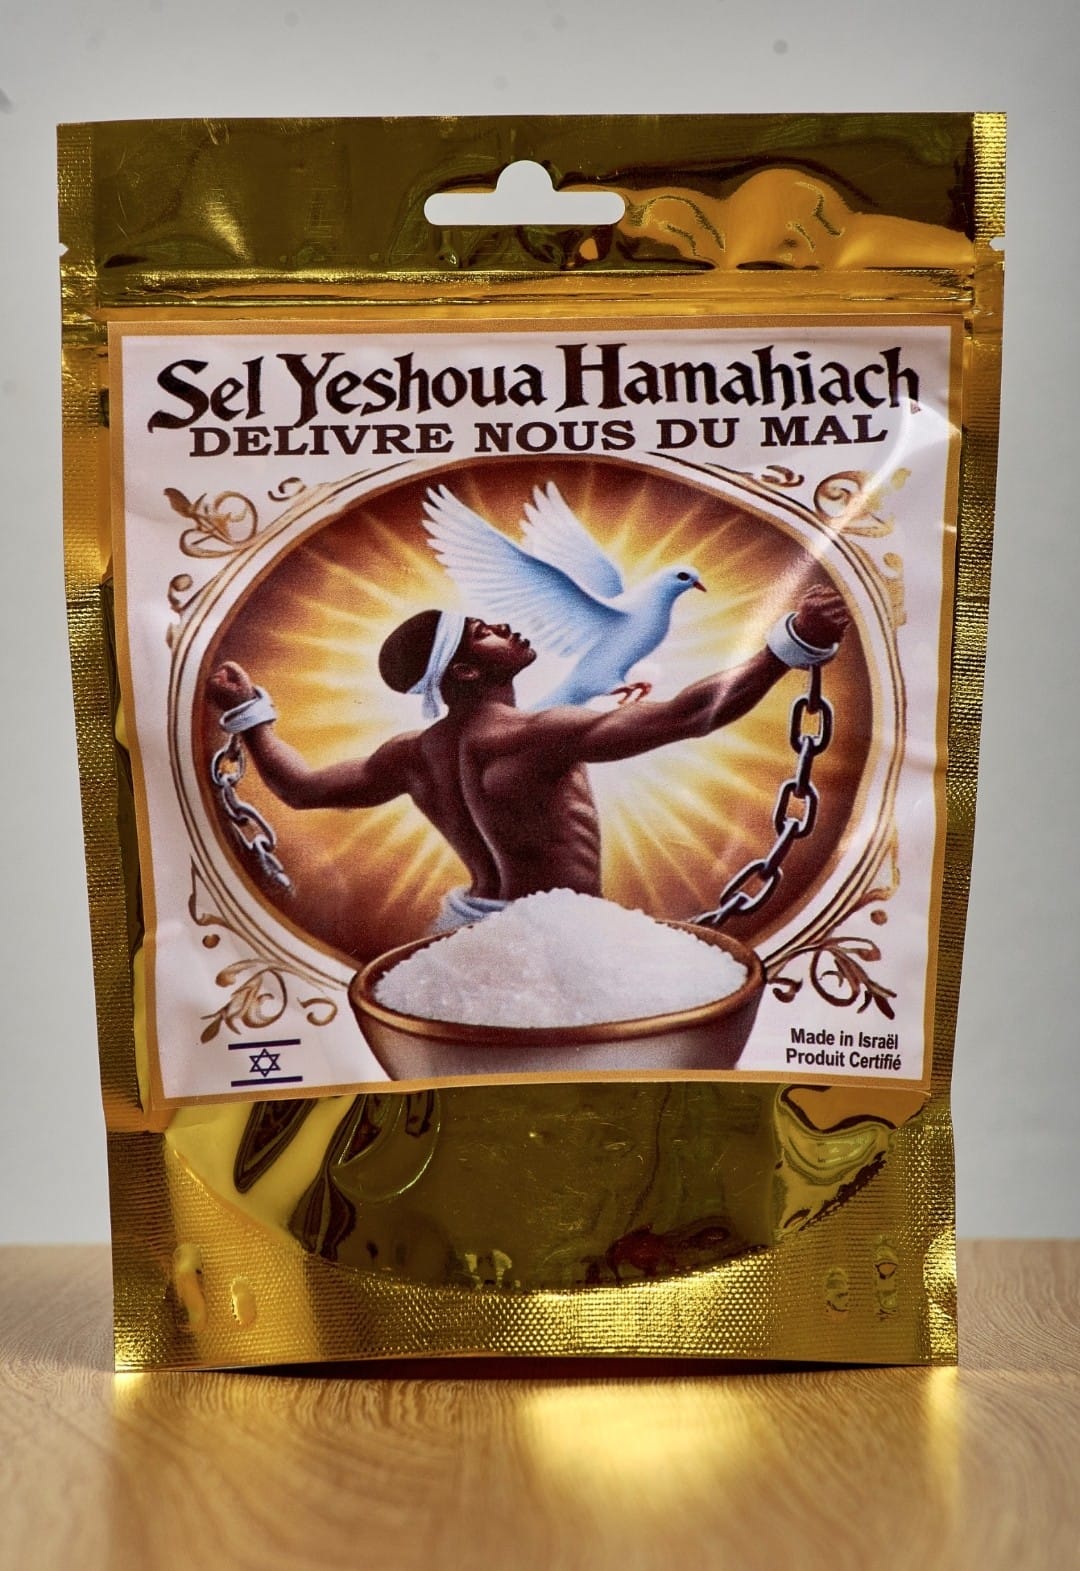 Sel Yeshoua Hamahiach
DELIVRE NOUS DU MAL
Made in Israël
Produit Certifié